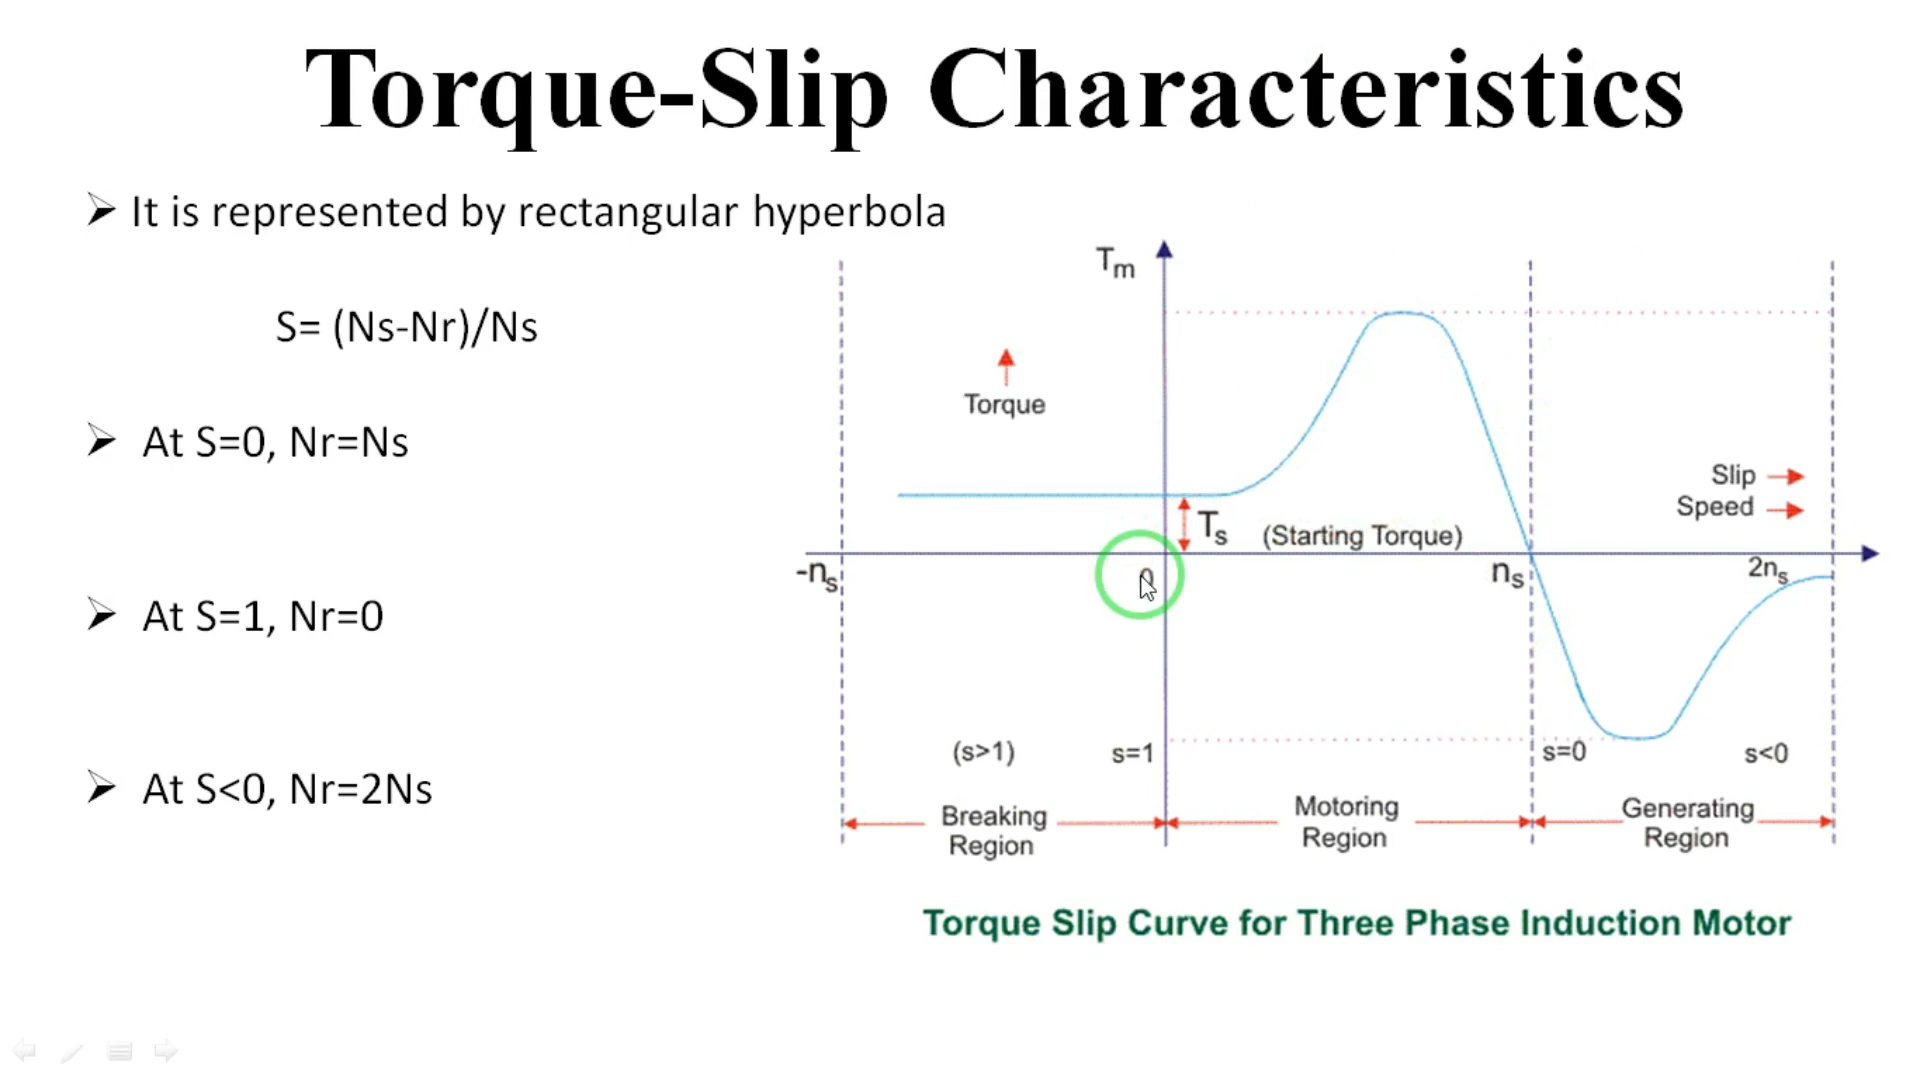 Torque-Slip Characteristics
It is represented by rectangular hyperbola
S= (Ns-Nr)/Ns
At S=0, Nr=Ns
At S=1, Nr=0
At S<0, Nr=2Ns
Tm
Torque
Slip
Speed
Ts (Starting Torque)
-ns
0
ns
2ns
(s>1)
s=1
s=0
s<0
Breaking
Region
Motoring
Region
Generating
Region
Torque Slip Curve for Three Phase Induction Motor